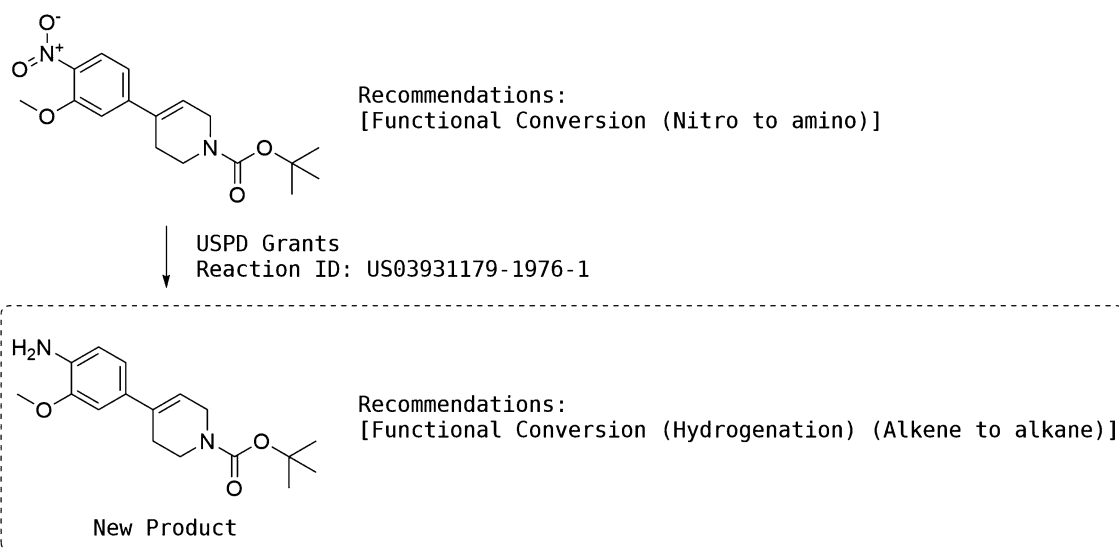 O-
N+
O
O
Recommendations:
[Functional Conversion (Nitro to amino)]
N
O
O
USPD Grants
Reaction ID: US03931179-1976-1
H2N
O
Recommendations:
[Functional Conversion (Hydrogenation) (Alkene to alkane)]
N
O
O
New Product